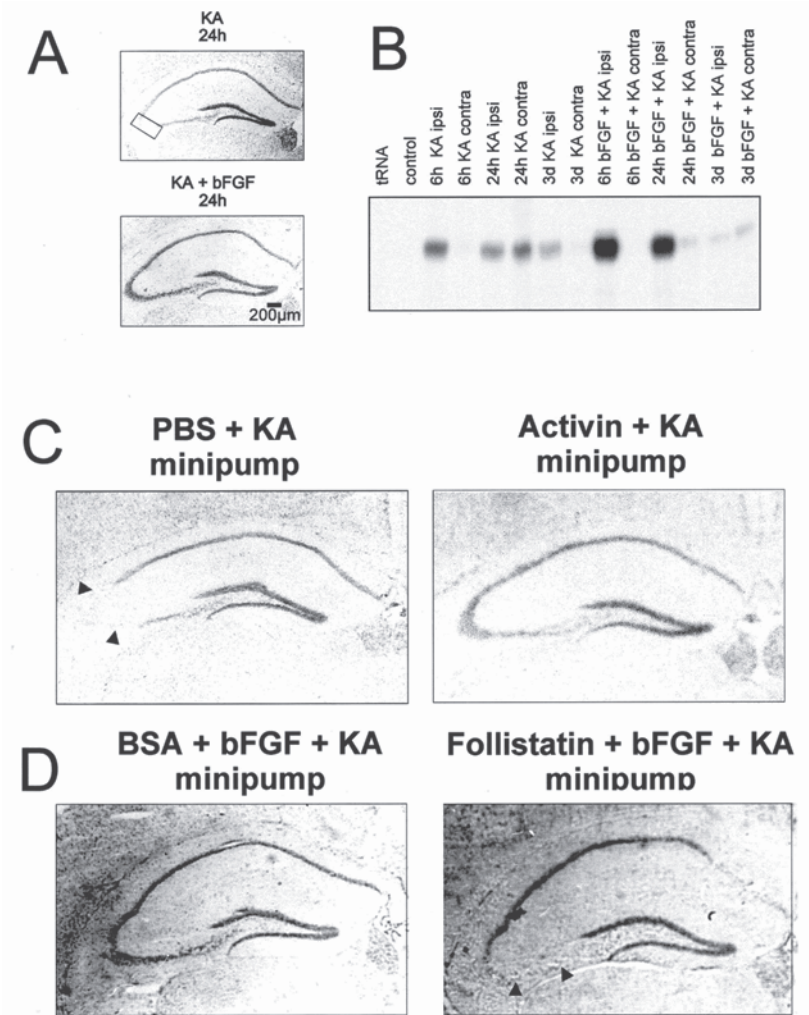 A
KA
24h
KA + bFGF
24h
200µm
B
tRNA
control
6h KA ipsi
6h KA contra
24h KA ipsi
24h KA contra
3d KA ipsi
3d KA contra
6h bFGF + KA ipsi
6h bFGF + KA contra
24h bFGF + KA ipsi
24h bFGF + KA contra
3d bFGF + KA ipsi
3d bFGF + KA contra
C
PBS + KA
minipump
Activin + KA
minipump
D
BSA + bFGF + KA
minipump
Follistatin + bFGF + KA
minipump